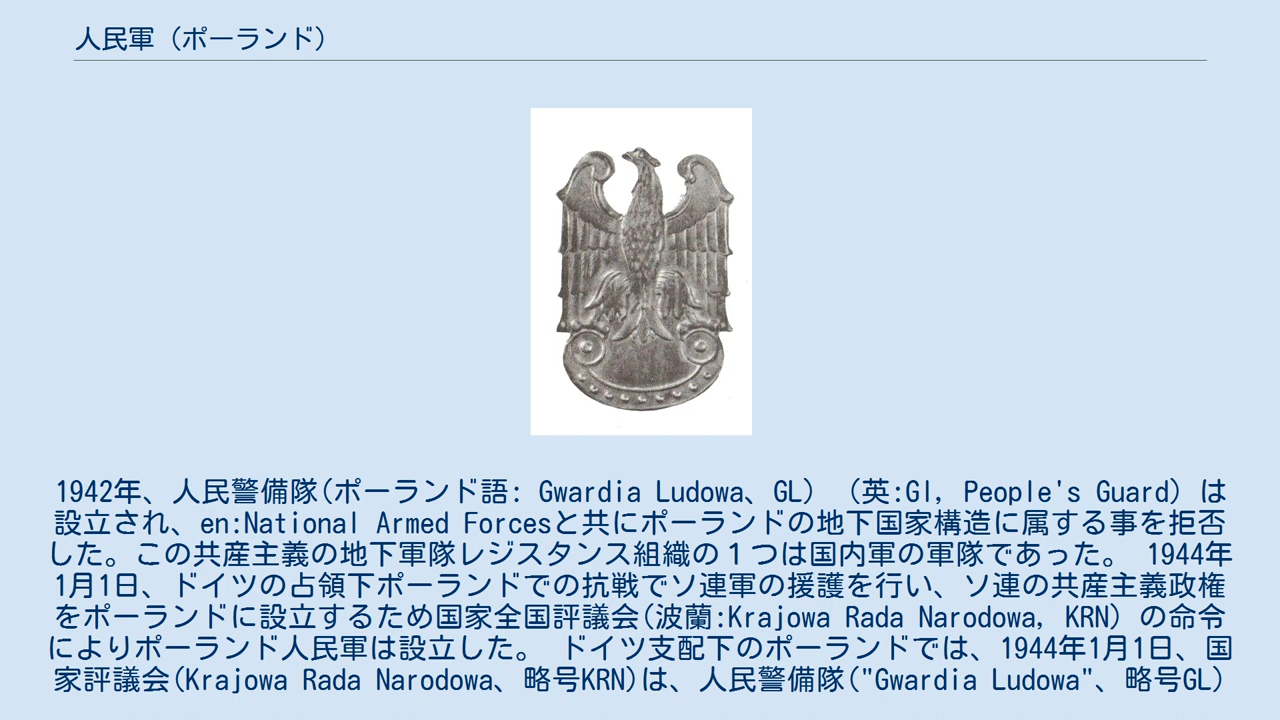 人民軍（ポーランド）
1942年、人民警備隊(ポーランド語: Gwardia Ludowa、GL) (英:Gl, People's Guard) は
設立され、en:National Armed Forcesと共にポーランドの地下国家構造に属する事を拒否
した。この共産主義の地下軍隊レジスタンス組織の１つは国内軍の軍隊であった。 1944年
1月1日、ドイツの占領下ポーランドでの抗戦でソ連軍の援護を行い、ソ連の共産主義政権
をポーランドに設立するため国家全国評議会(波蘭:Krajowa Rada Narodowa, KRN) の命令
によりポーランド人民軍は設立した。 ドイツ支配下のポーランドでは、1944年1月1日、国
家評議会(Krajowa Rada Narodowa、略号KRN)は、人民警備隊("Gwardia Ludowa"、略号GL)